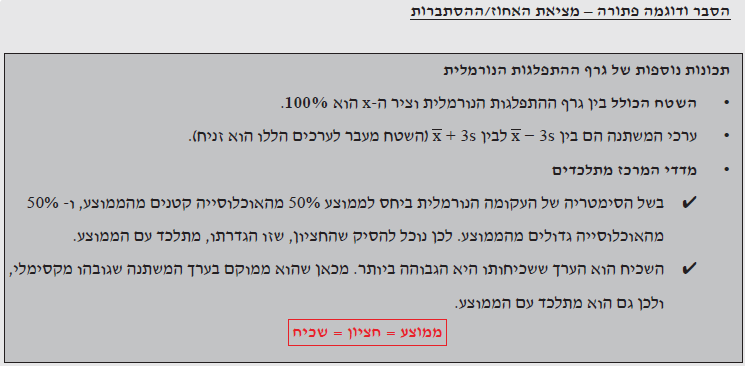 הסבר ודוגמה פתורה – מציאת האחוז/ההסתברות
תכונות נוספות של גרף ההתפלגות הנורמלית
• השטח הכולל בין גרף ההתפלגות הנורמלית וציר ה-x הוא 100%.
• ערכי המשתנה הם בין x̅ − 3s לבין x̅ + 3s (השטח מעבר לערכים הללו הוא זניח).
• מדדי המרכז מתלכדים
✔ בשל הסימטריה של העקומה הנורמלית ביחס לממוצע 50% מהאוכלוסייה קטנים מהממוצע, ו- 50%
מהאוכלוסייה גדולים מהממוצע. לכן נוכל להסיק שהחציון, שזו הגדרתו, מתלכד עם הממוצע.
✔ השכיח הוא הערך ששכיחותו היא הגבוהה ביותר. מכאן שהוא ממוקם בערך המשתנה שגובהו מקסימלי,
ולכן גם הוא מתלכד עם הממוצע.
ממוצע = חציון = שכיח